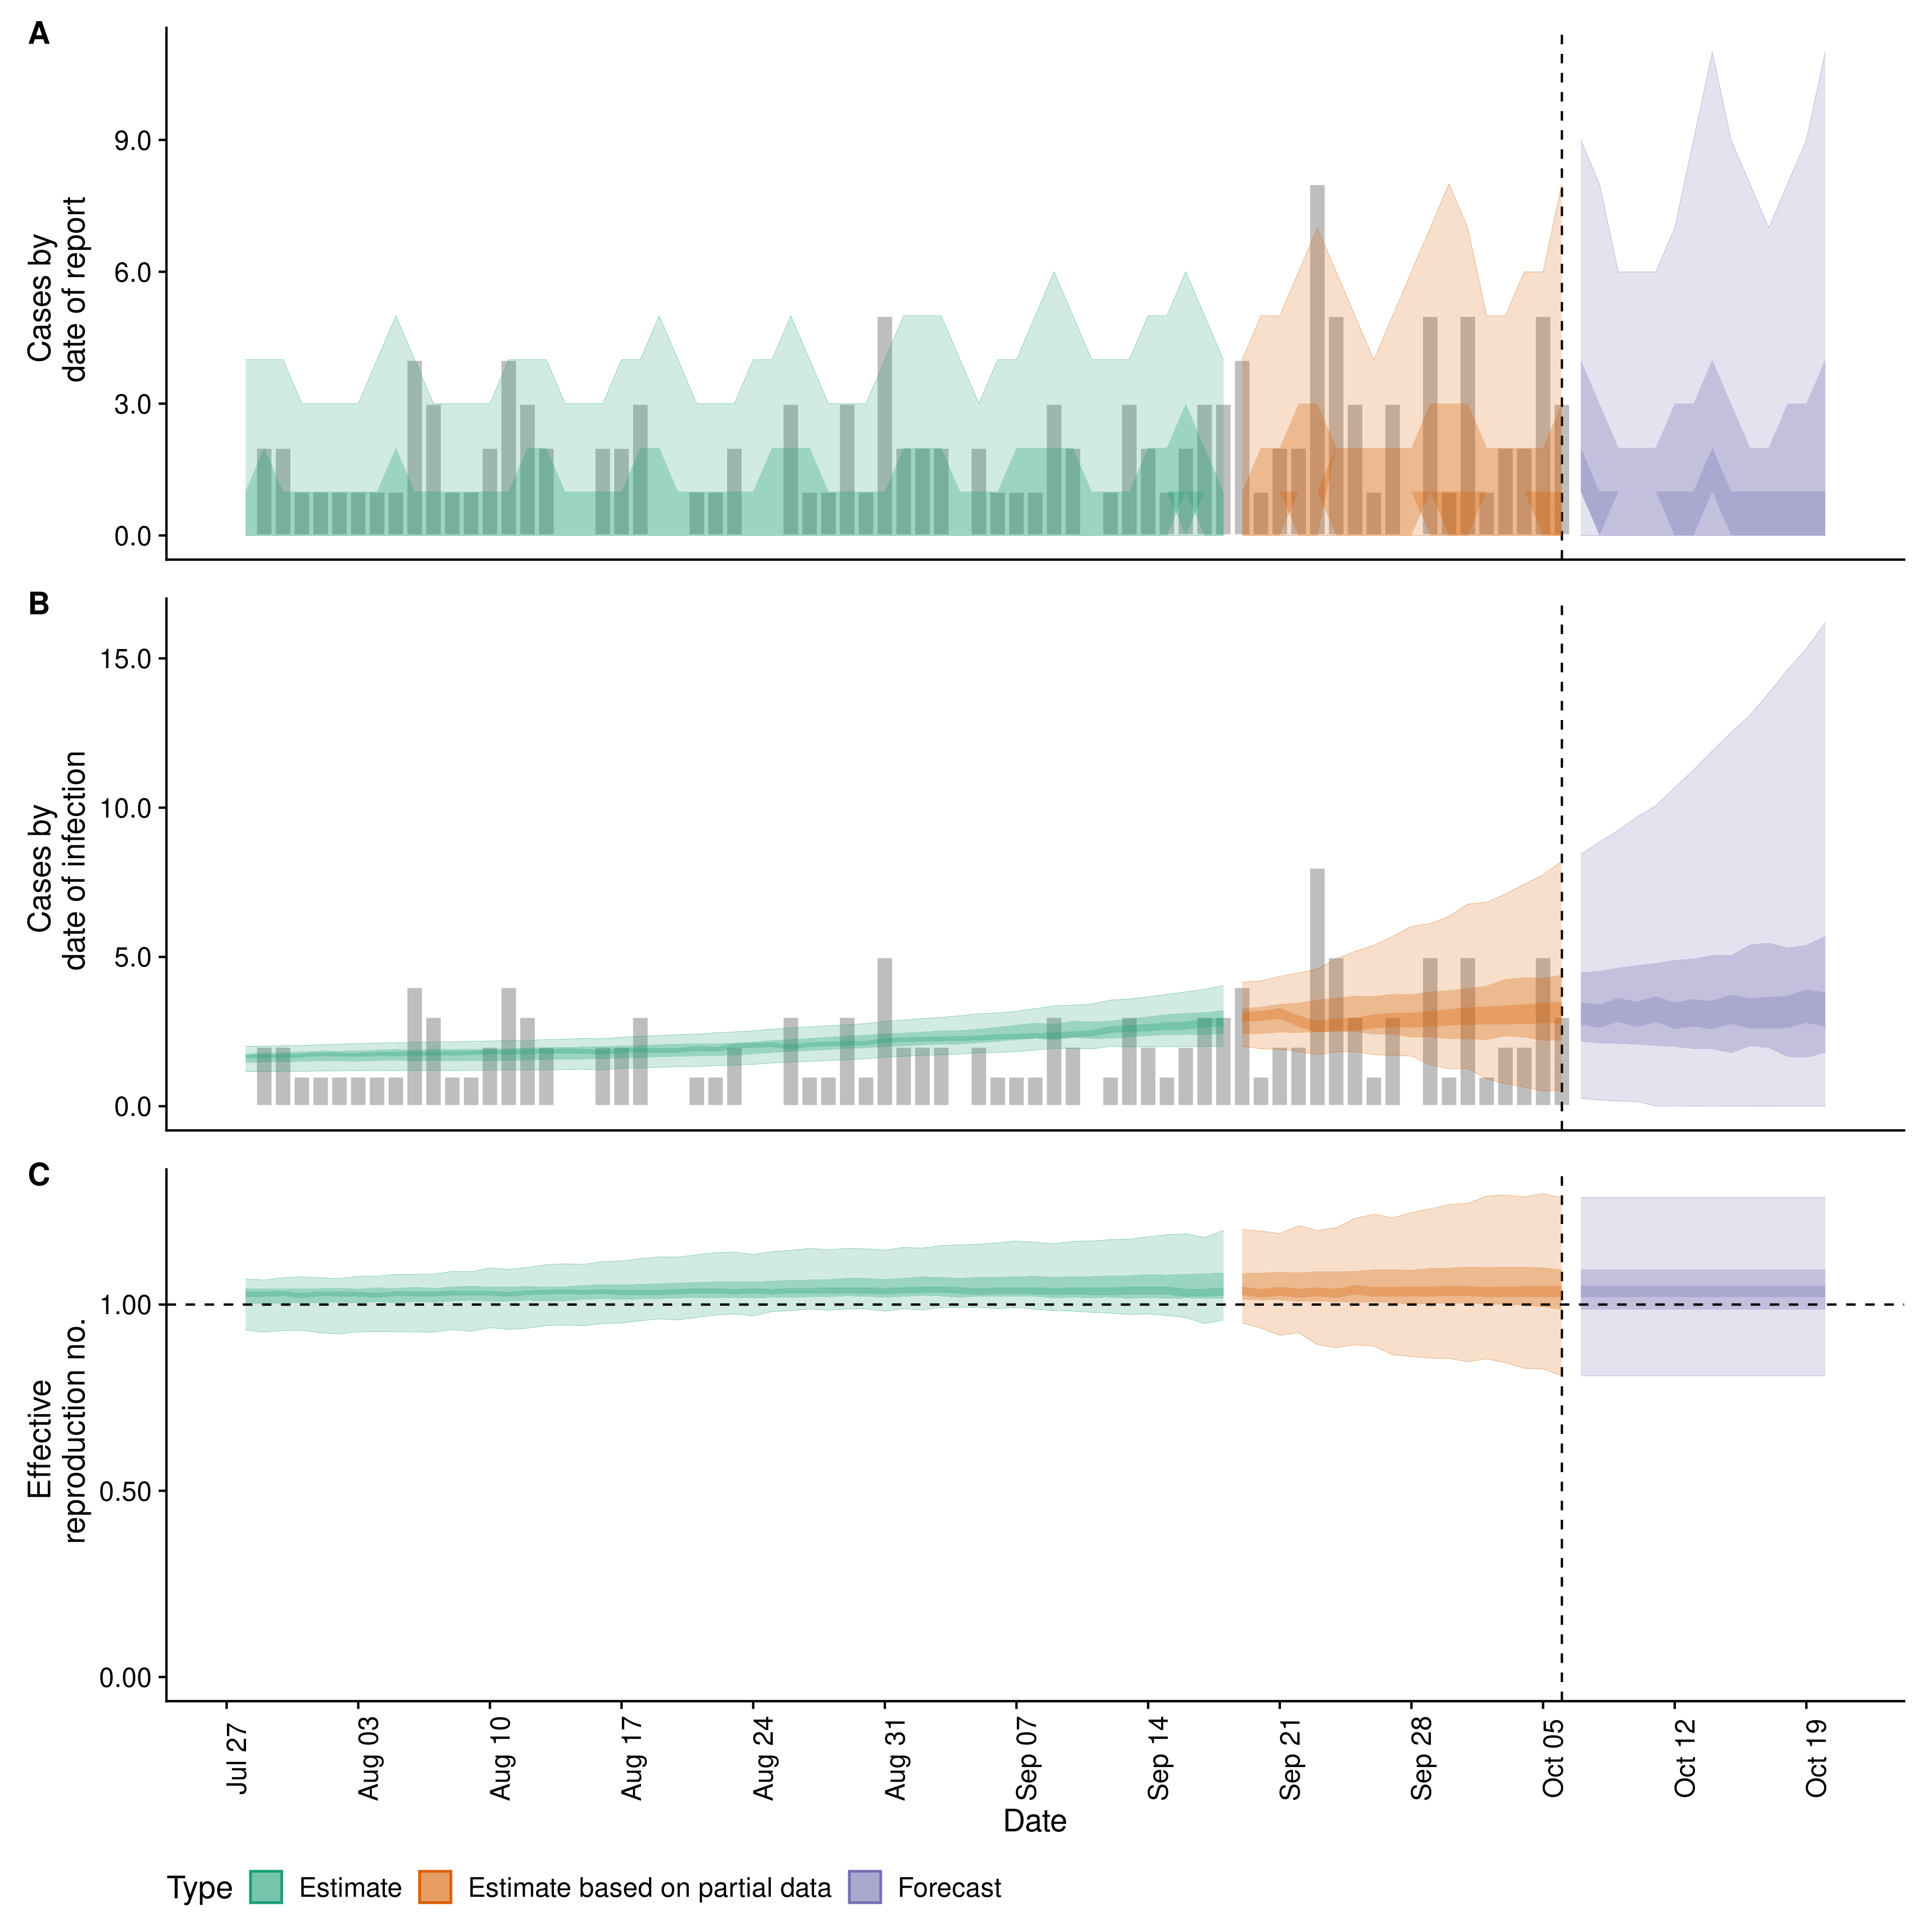 A
Cases by
date of report
9.0
6.0
3.0
0.0
B
Cases by
date of infection
15.0
10.0
5.0
0.0
C
Effective
reproduction no.
1.00
0.50
0.00
Jul 27
Aug 03
Aug 10
Aug 17
Aug 24
Aug 31
Sep 07
Sep 14
Sep 21
Sep 28
Oct 05
Oct 12
Oct 19
Date
Type Estimate Estimate based on partial data Forecast